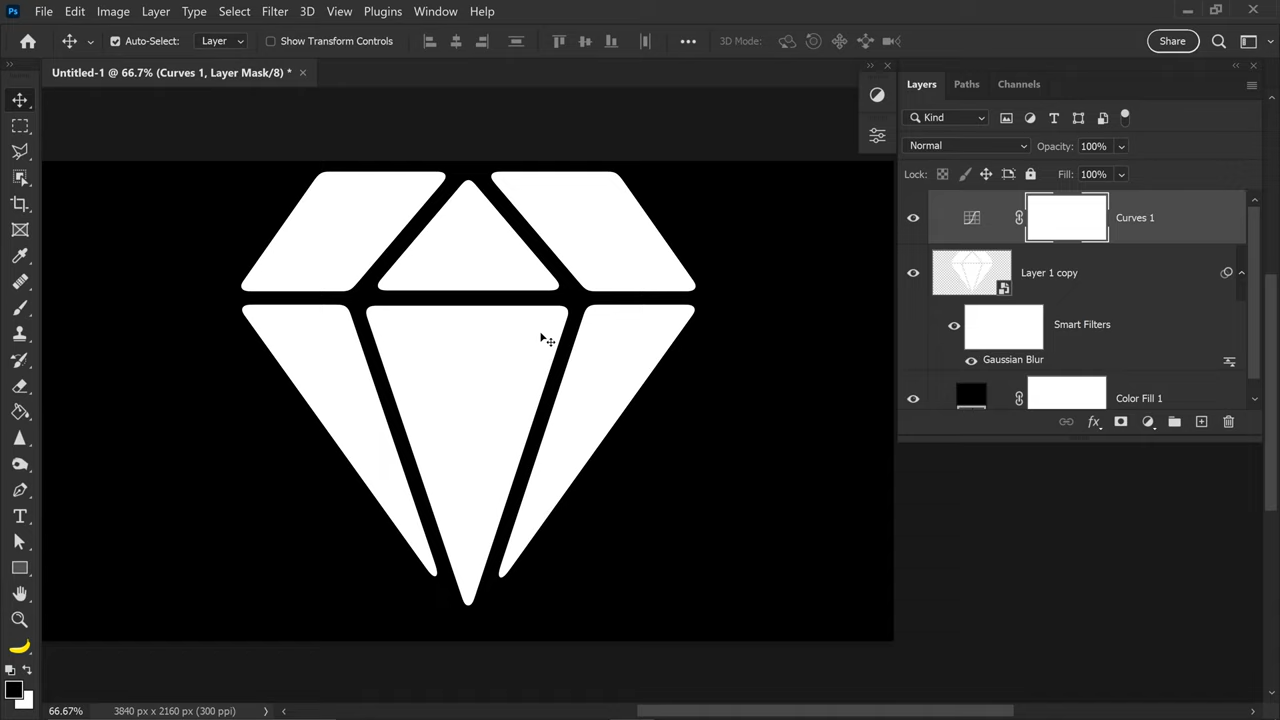 Ps File Edit Image Layer Type Select Filter 3D View Plugins Window Help
Auto-Select: Layer Show Transform Controls 3D Mode: Share
Untitled-1 @ 66.7% (Curves 1, Layer Mask/8) *
Layers Paths Channels
Kind
Normal Opacity: 100%
Lock: Fill: 100%
Curves 1
Layer 1 copy
Smart Filters
Gaussian Blur
Color Fill 1
fx
66.67% 3840 px x 2160 px (300 ppi)